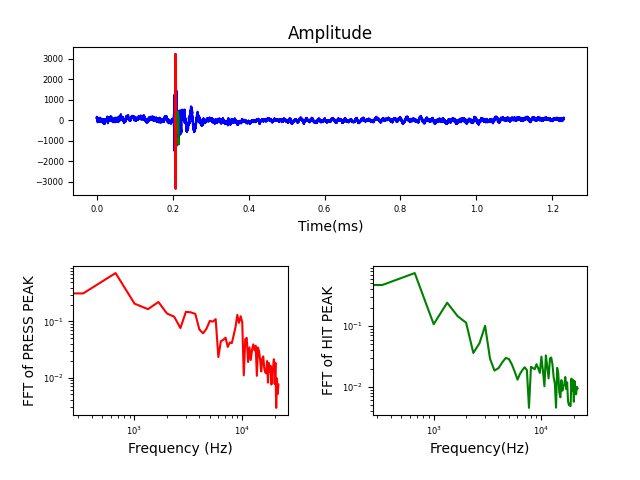 Amplitude
3000
2000
1000
0
−1000
−2000
−3000
0.0 0.2 0.4 0.6 0.8 1.0 1.2
Time(ms)
FFT of PRESS PEAK
10⁻¹
10⁻²
10³ 10⁴
Frequency (Hz)
FFT of HIT PEAK
10⁻¹
10⁻²
10³ 10⁴
Frequency(Hz)